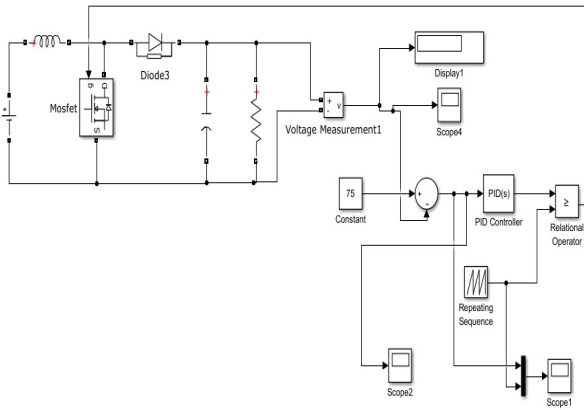 g
D
Mosfet
S
Diode3
Display1
+
v
-
Voltage Measurement1
Scope4
75
Constant
PID(s)
PID Controller
≥
Relational
Operator
Repeating
Sequence
Scope2
Scope1